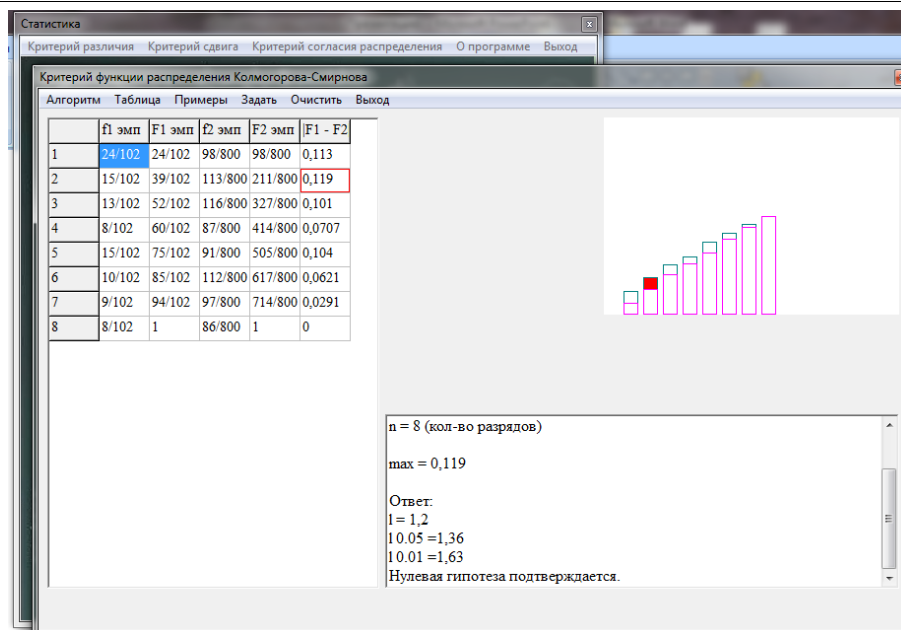 Статистика
Критерий различия Критерий сдвига Критерий согласия распределения О программе Выход
Критерий функции распределения Колмогорова-Смирнова
Алгоритм Таблица Примеры Задать Очистить Выход
f1 эмп F1 эмп f2 эмп F2 эмп |F1 - F2
1 24/102 24/102 98/800 98/800 0,113
2 15/102 39/102 113/800 211/800 0,119
3 13/102 52/102 116/800 327/800 0,101
4 8/102 60/102 87/800 414/800 0,0707
5 15/102 75/102 91/800 505/800 0,104
6 10/102 85/102 112/800 617/800 0,0621
7 9/102 94/102 97/800 714/800 0,0291
8 8/102 1 86/800 1 0
n = 8 (кол-во разрядов)
max = 0,119
Ответ:
l = 1,2
l 0.05 =1,36
l 0.01 =1,63
Нулевая гипотеза подтверждается.